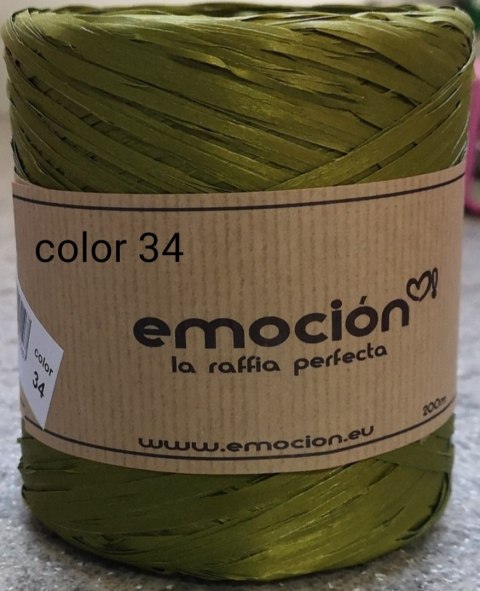 color 34
emoción
la raffia perfecta
color
34
200m
www.emocion.eu